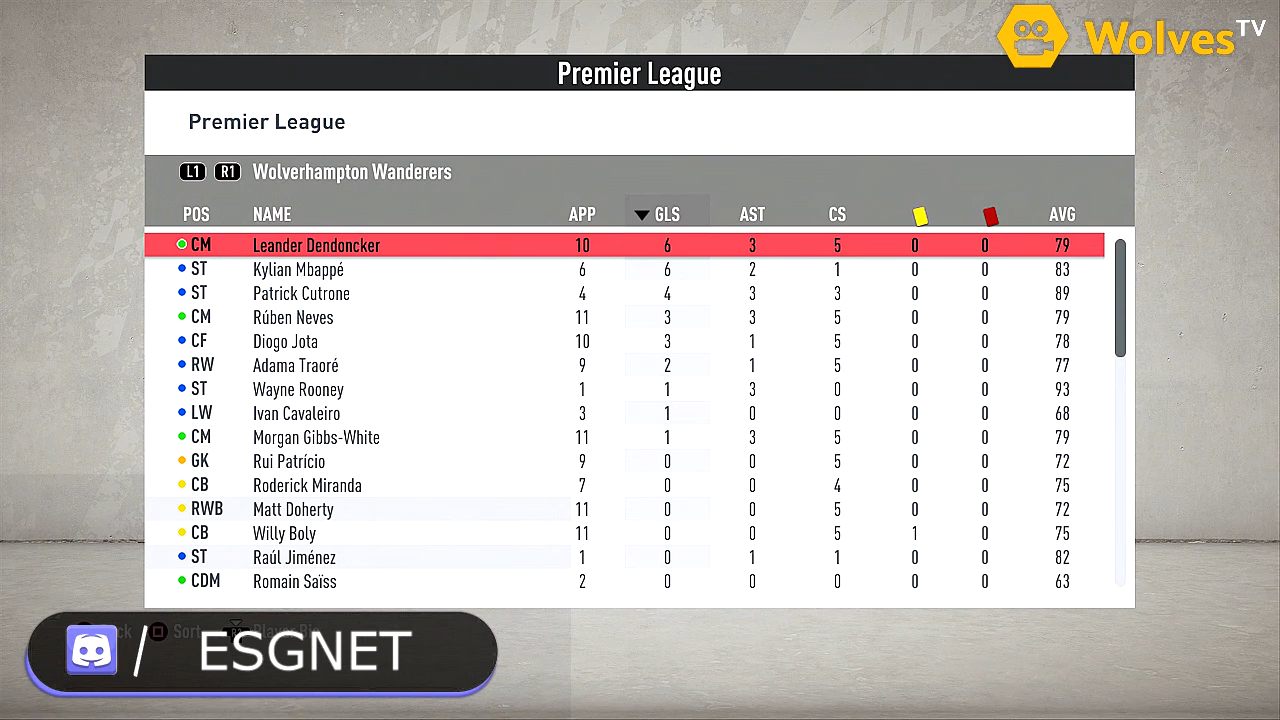 WolvesTV
Premier League
Premier League
L1 R1 Wolverhampton Wanderers
POS NAME APP GLS AST CS AVG
CM Leander Dendoncker 10 6 3 5 0 0 79
ST Kylian Mbappé 6 6 2 1 0 0 83
ST Patrick Cutrone 4 4 3 3 0 0 89
CM Rúben Neves 11 3 3 5 0 0 79
CF Diogo Jota 10 3 1 5 0 0 78
RW Adama Traoré 9 2 1 5 0 0 77
ST Wayne Rooney 1 1 3 0 0 0 93
LW Ivan Cavaleiro 3 1 0 0 0 0 68
CM Morgan Gibbs-White 11 1 3 5 0 0 79
GK Rui Patrício 9 0 0 5 0 0 72
CB Roderick Miranda 7 0 0 4 0 0 75
RWB Matt Doherty 11 0 0 5 0 0 72
CB Willy Boly 11 0 0 5 1 0 75
ST Raúl Jiménez 1 0 1 1 0 0 82
CDM Romain Saïss 2 0 0 0 0 0 63
Sort
/ ESGNET